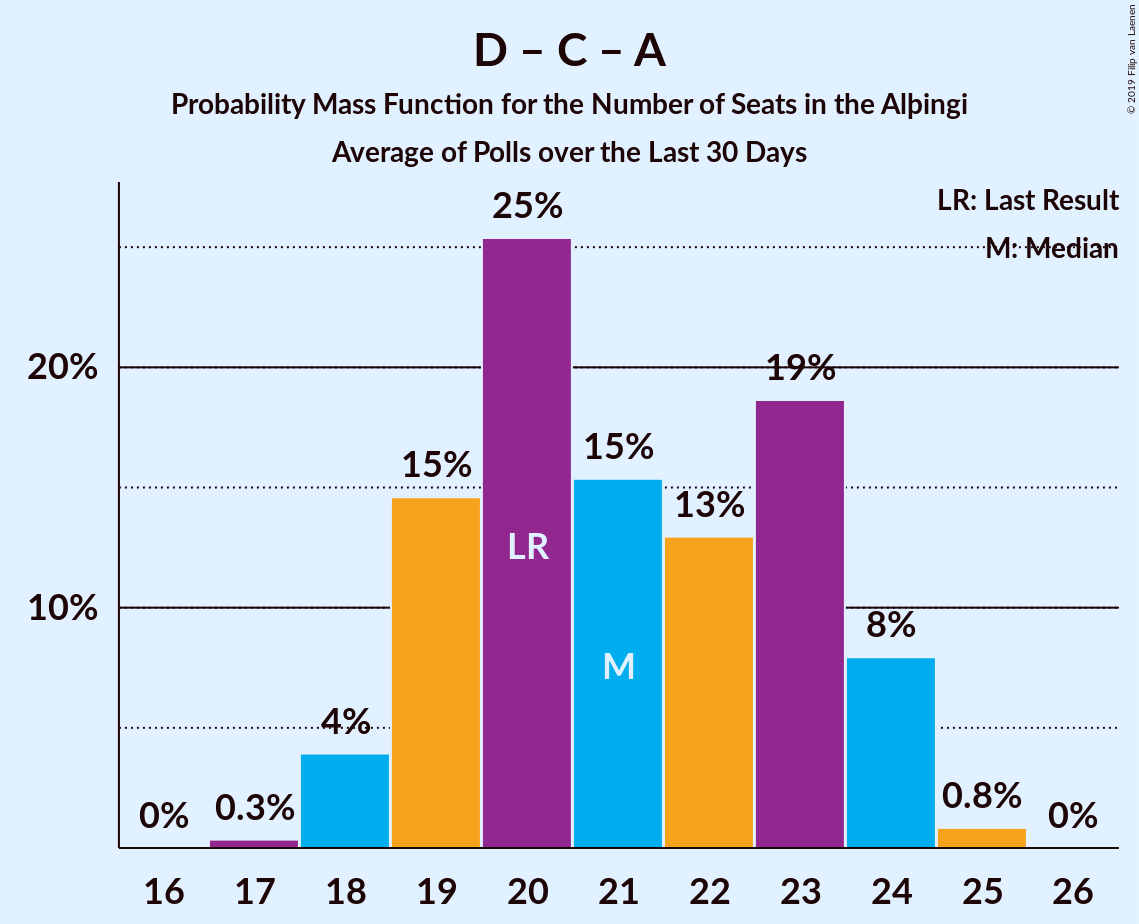 D – C – A
Probability Mass Function for the Number of Seats in the Alþingi
Average of Polls over the Last 30 Days
© 2019 Filip van Laenen
LR: Last Result
M: Median
25%
20%
19%
15%
15%
13%
LR
10%
8%
M
4%
0%
0.3%
0.8%
0%
16 17 18 19 20 21 22 23 24 25 26